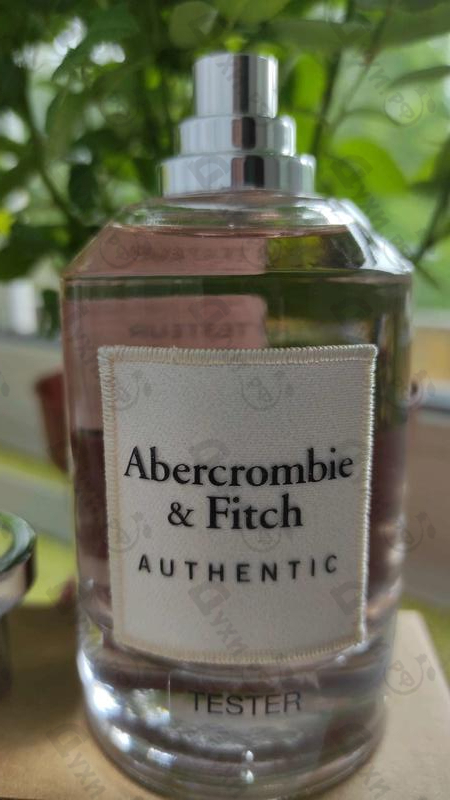 Abercrombie
& Fitch
AUTHENTIC
TESTER